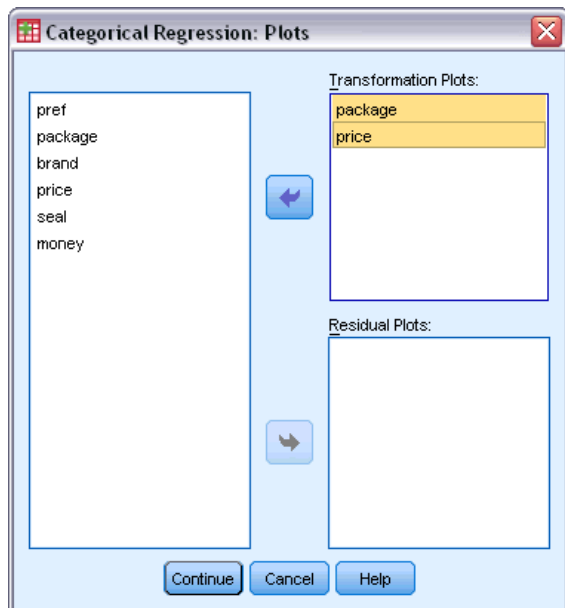 Categorical Regression: Plots
pref
package
brand
price
seal
money
Transformation Plots:
package
price
Residual Plots:
Continue
Cancel
Help